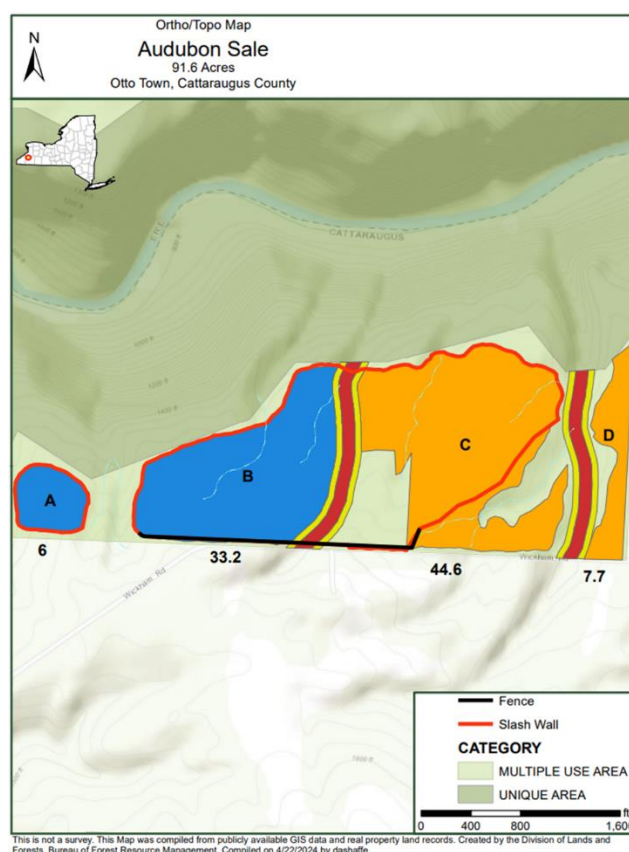 Ortho/Topo Map
N
Audubon Sale
91.6 Acres
Otto Town, Cattaraugus County
CATTARAUGUS
C
D
B
A
6
33.2
44.6
7.7
Wickham Rd
Wickham Rd
Fence
Slash Wall
CATEGORY
MULTIPLE USE AREA
UNIQUE AREA
ft
0 400 800 1,600
This is not a survey. This Map was compiled from publicly available GIS data and real property land records. Created by the Division of Lands and
Forests, Bureau of Forest Resource Management. Compiled on 4/22/2024 by dashaffe